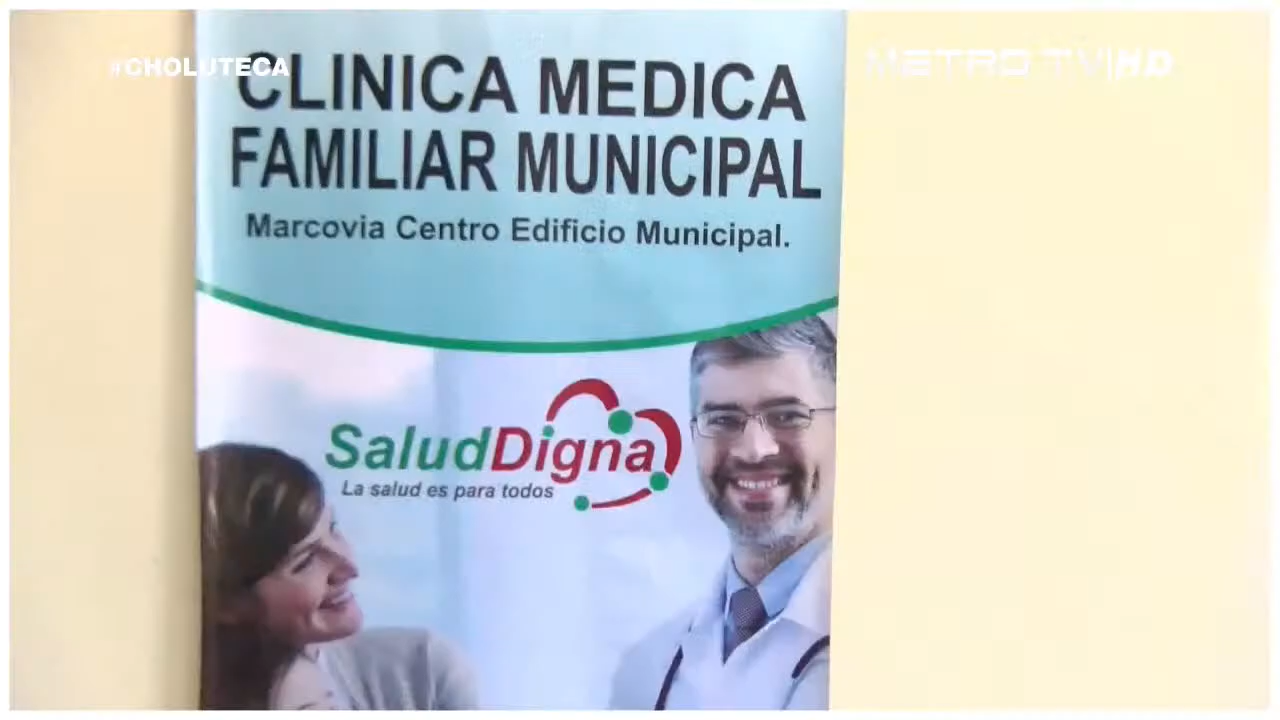 #CHOLUTECA
METRO TV HD
CLINICA MEDICA
FAMILIAR MUNICIPAL
Marcovia Centro Edificio Municipal.
SaludDigna
La salud es para todos